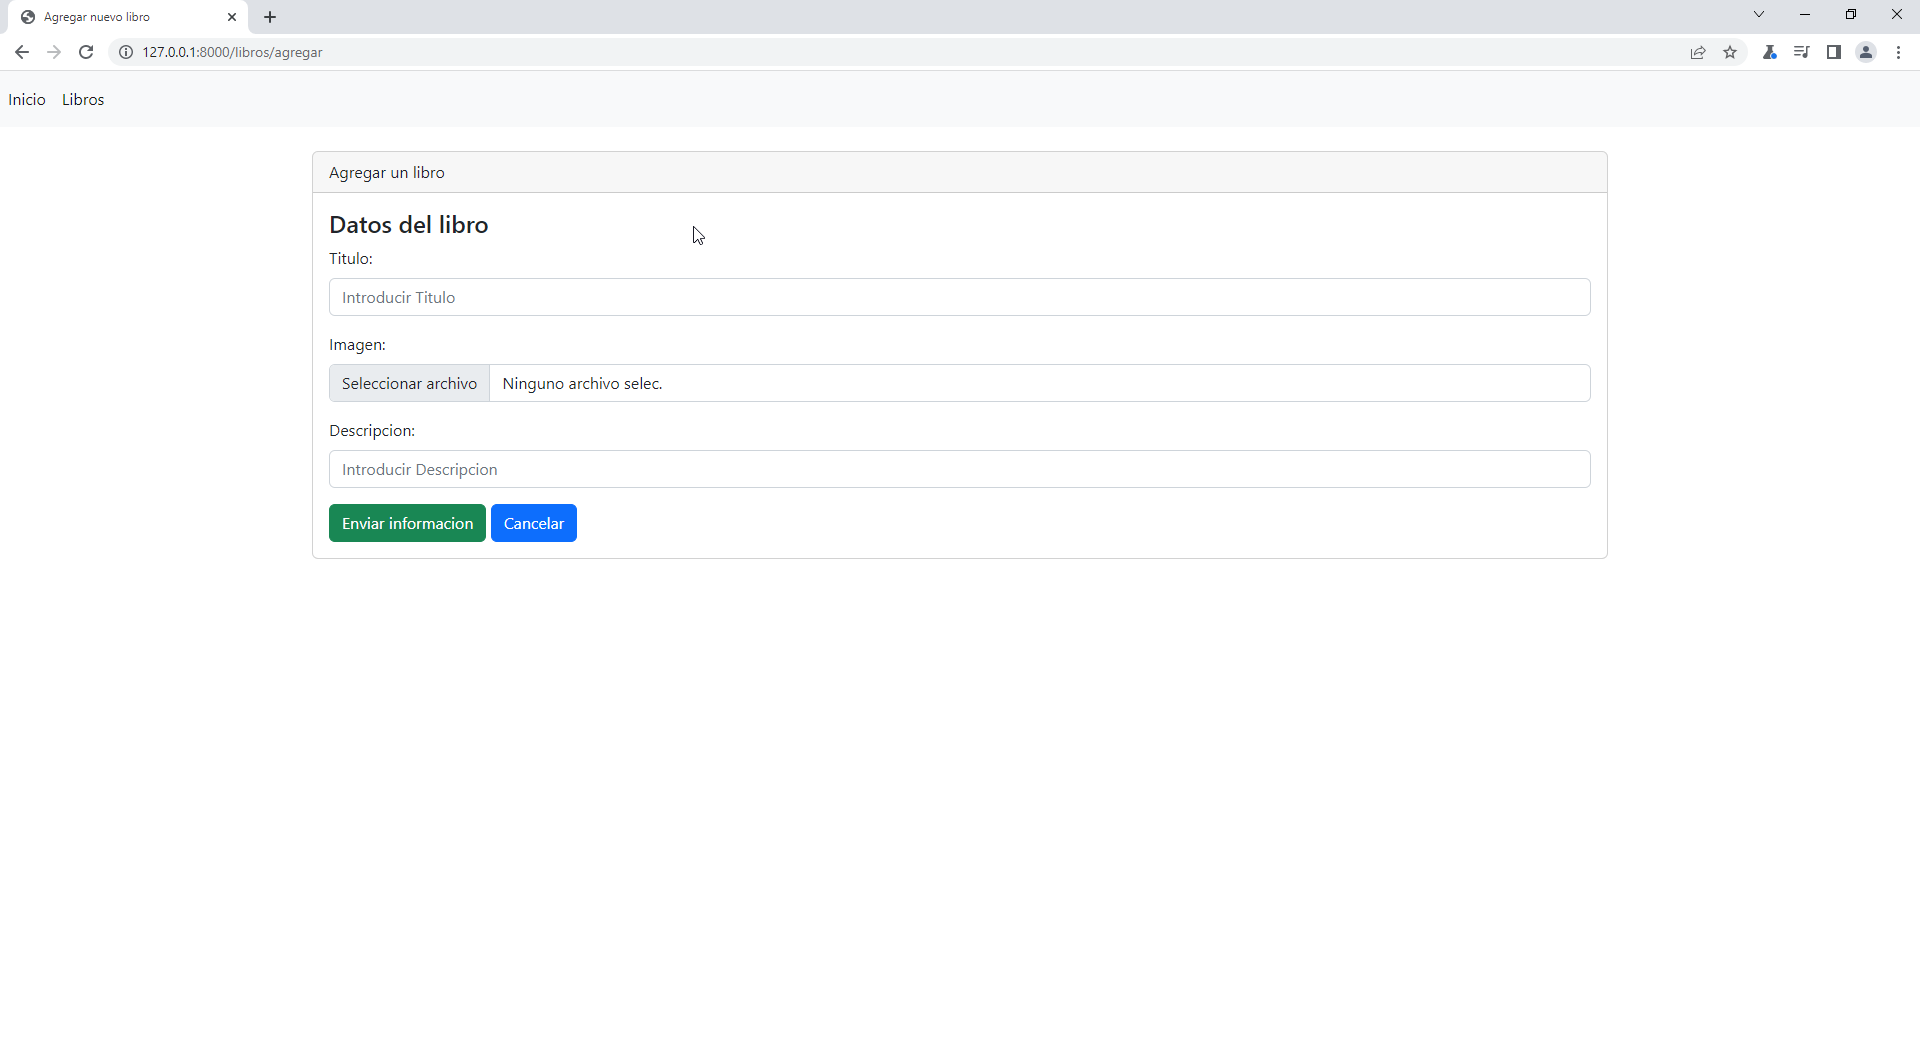 Agregar nuevo libro
127.0.0.1:8000/libros/agregar
Inicio Libros
Agregar un libro
Datos del libro
Titulo:
Introducir Titulo
Imagen:
Seleccionar archivo Ninguno archivo selec.
Descripcion:
Introducir Descripcion
Enviar informacion Cancelar